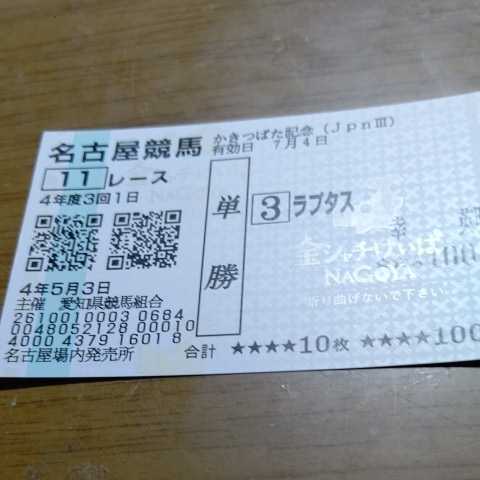 名古屋競馬
かきつばた記念(JpnⅢ)
有効日 7月4日
11レース
4年度3回1日
単勝
3 ラプタス
金シャチけいば
NAGOYA
折り曲げないで下さい。
4年5月3日
主催 愛知県競馬組合
2610010003 0684
0048052128 00010
4000 4379 1601 8
名古屋場内発売所
合計 ★★★★10枚 ★★★★100